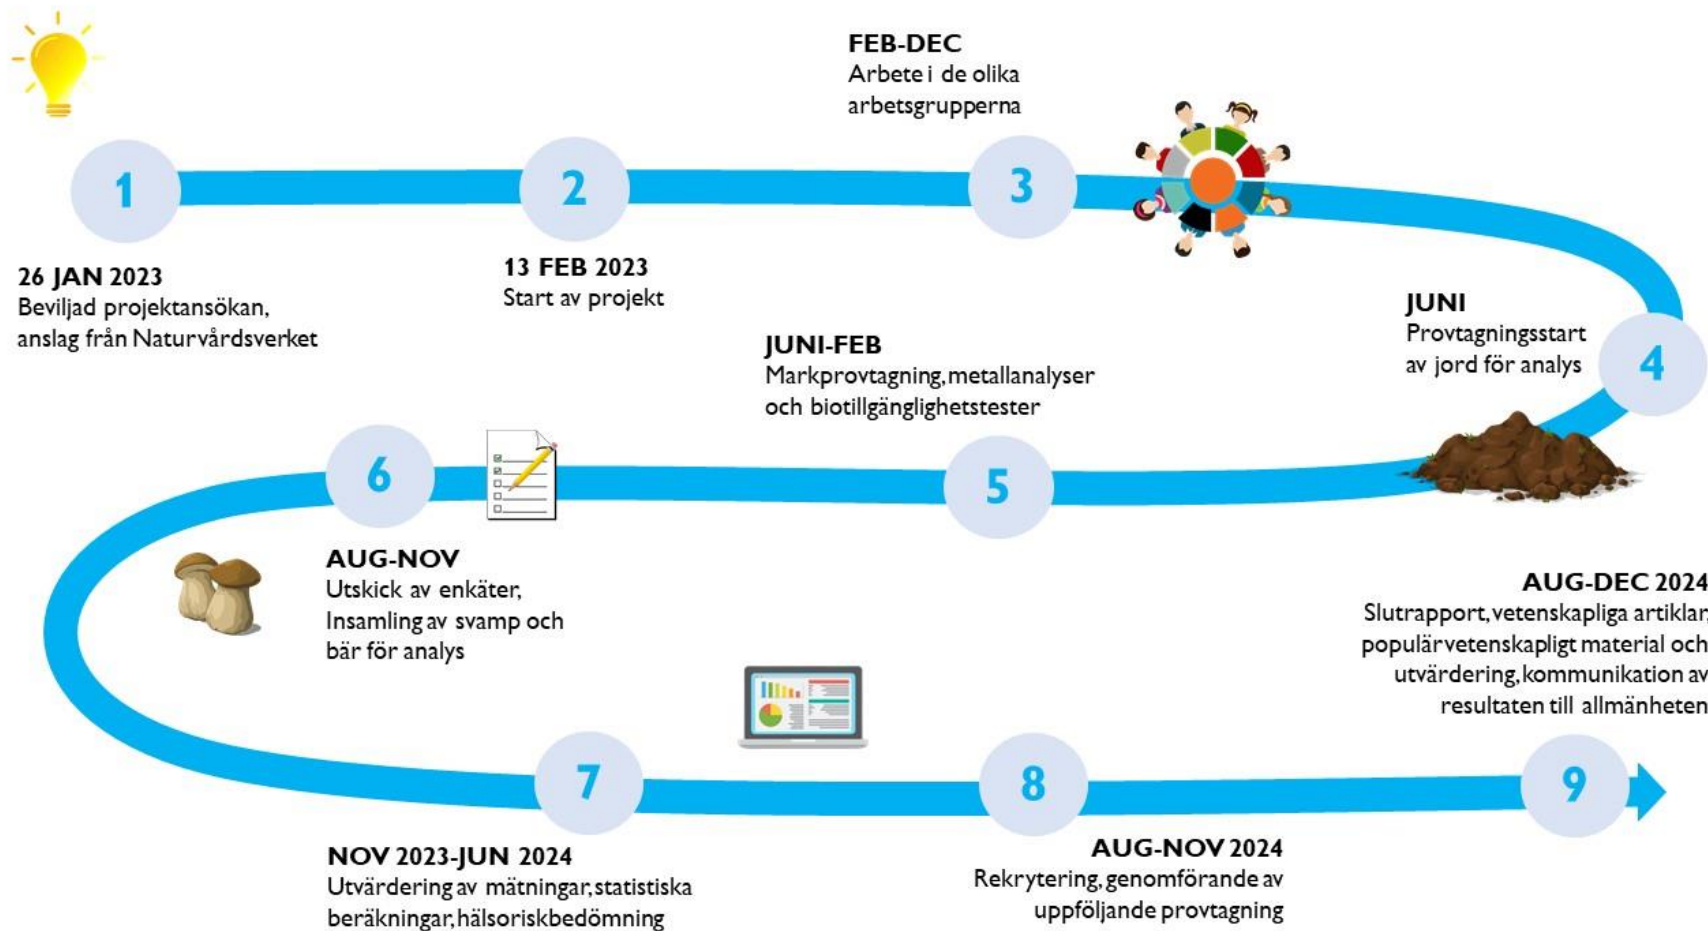 1
26 JAN 2023
Beviljad projektansökan,
anslag från Naturvårdsverket
2
13 FEB 2023
Start av projekt
FEB-DEC
Arbete i de olika
arbetsgrupperna
3
JUNI
Provtagningsstart
av jord för analys
4
JUNI-FEB
Markprovtagning, metallanalyser
och biotillgänglighetstester
5
6
AUG-NOV
Utskick av enkäter,
Insamling av svamp och
bär för analys
7
NOV 2023-JUN 2024
Utvärdering av mätningar, statistiska
beräkningar, hälsoriskbedömning
8
AUG-NOV 2024
Rekrytering, genomförande av
uppföljande provtagning
AUG-DEC 2024
Slutrapport, vetenskapliga artiklar,
populärvetenskapligt material och
utvärdering, kommunikation av
resultaten till allmänheten
9